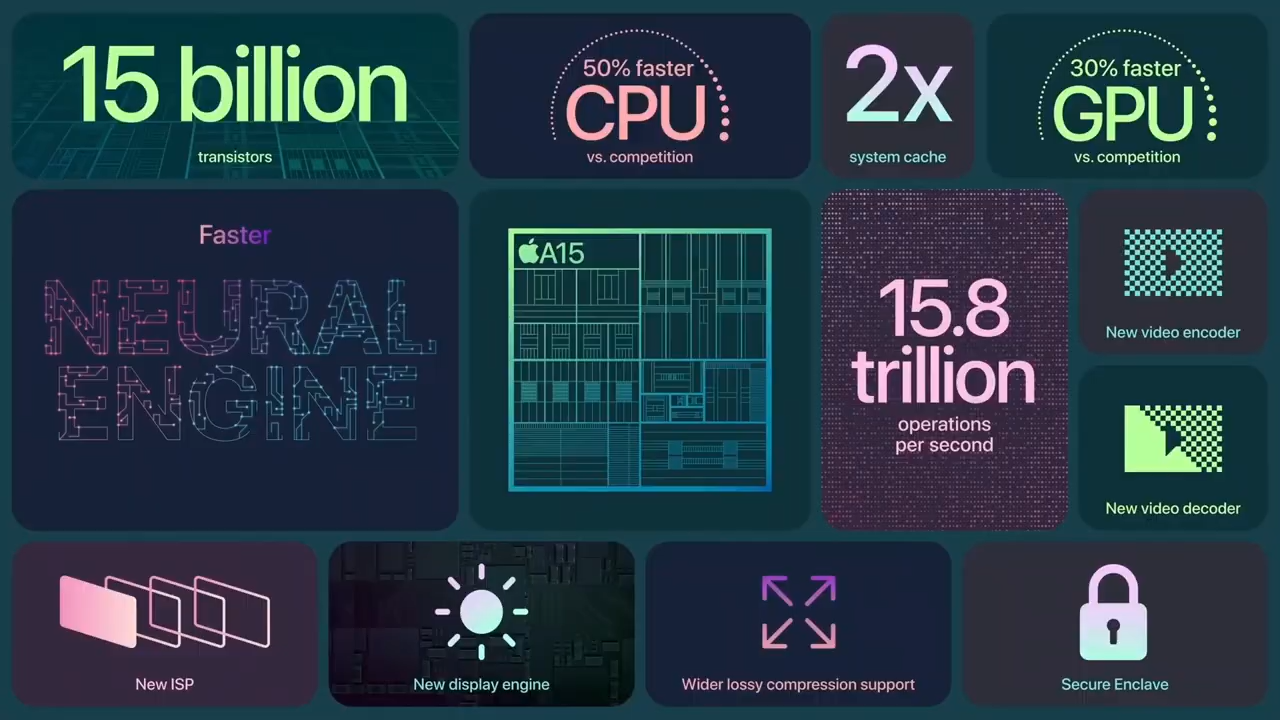 15 billion
transistors
50% faster
CPU
vs. competition
2x
system cache
30% faster
GPU
vs. competition
Faster
NEURAL
ENGINE
A15
15.8
trillion
operations
per second
New video encoder
New video decoder
New ISP
New display engine
Wider lossy compression support
Secure Enclave